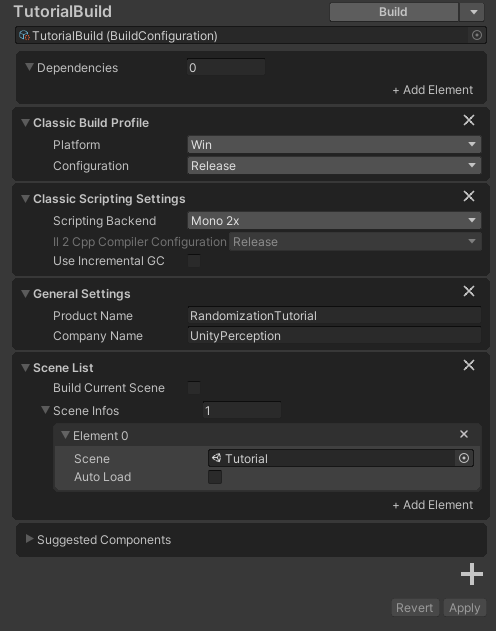 TutorialBuild Build
TutorialBuild (BuildConfiguration)
Dependencies 0
+ Add Element
Classic Build Profile
Platform Win
Configuration Release
Classic Scripting Settings
Scripting Backend Mono 2x
Il 2 Cpp Compiler Configuration Release
Use Incremental GC
General Settings
Product Name RandomizationTutorial
Company Name UnityPerception
Scene List
Build Current Scene
Scene Infos 1
Element 0
Scene Tutorial
Auto Load
+ Add Element
Suggested Components
Revert Apply